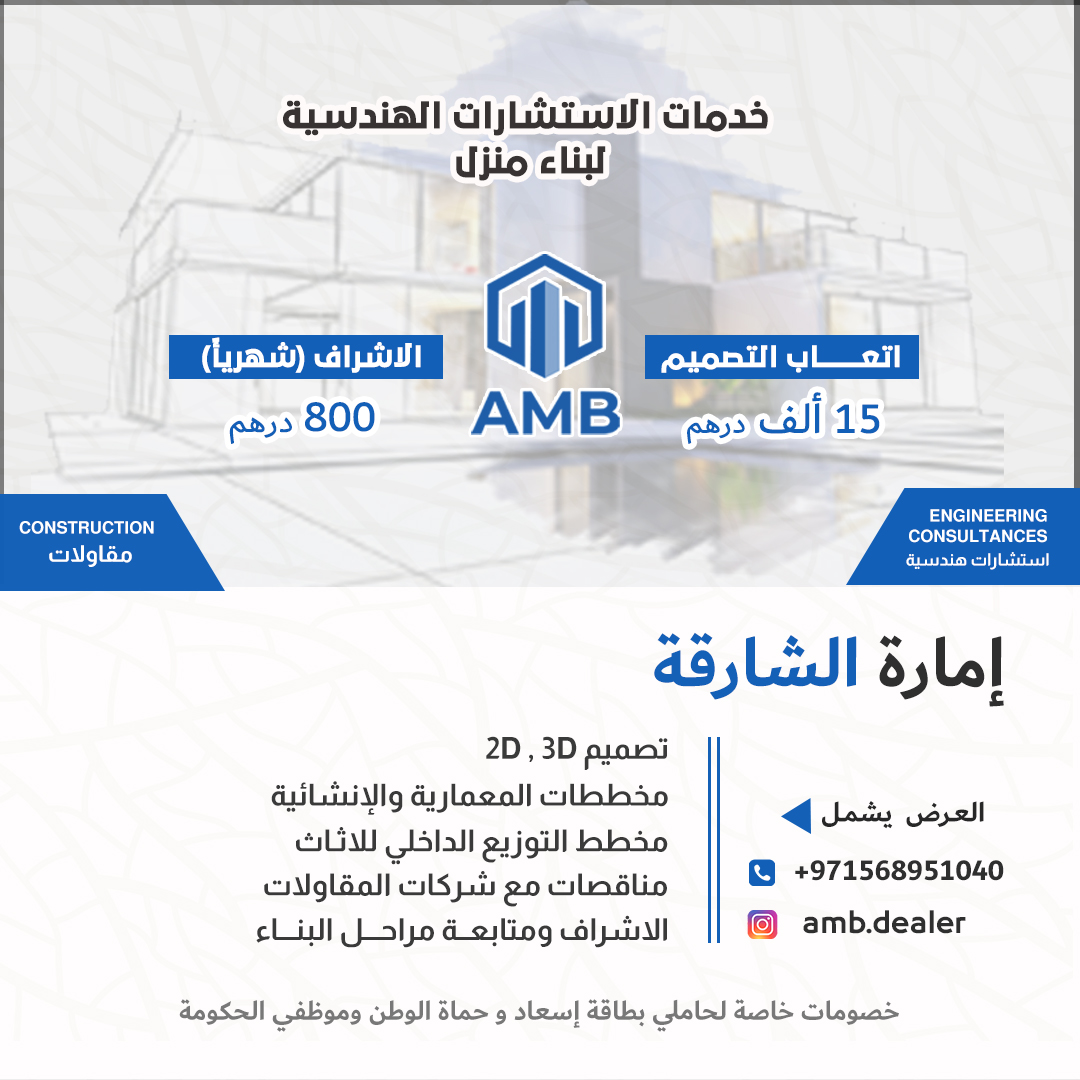 خدمات الاستشارات الهندسية
لبناء منزل
اتعـــاب التصميم
15 ألف درهم
AMB
الاشراف (شهرياً)
800 درهم
ENGINEERING
CONSULTANCES
استشارات هندسية
CONSTRUCTION
مقاولات
إمارة الشارقة
العرض يشمل
+971568951040
amb.dealer
تصميم 2D , 3D
مخططات المعمارية والإنشائية
مخطط التوزيع الداخلي للاثاث
مناقصات مع شركات المقاولات
الاشراف ومتابعـة مراحــل البنــاء
خصومات خاصة لحاملي بطاقة إسعاد و حماة الوطن وموظفي الحكومة